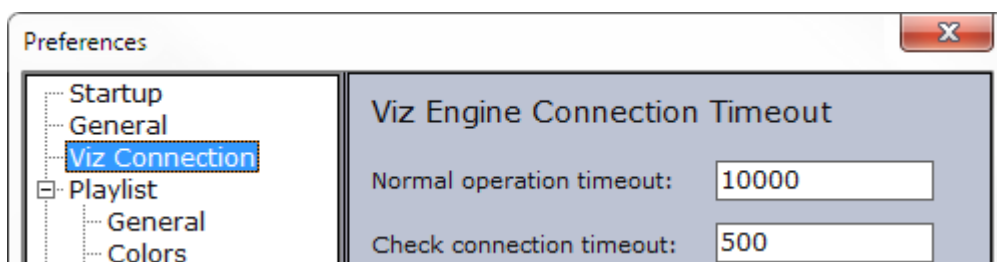 Preferences
Startup
General
Viz Connection
Playlist
General
Colors
Viz Engine Connection Timeout
Normal operation timeout: 10000
Check connection timeout: 500